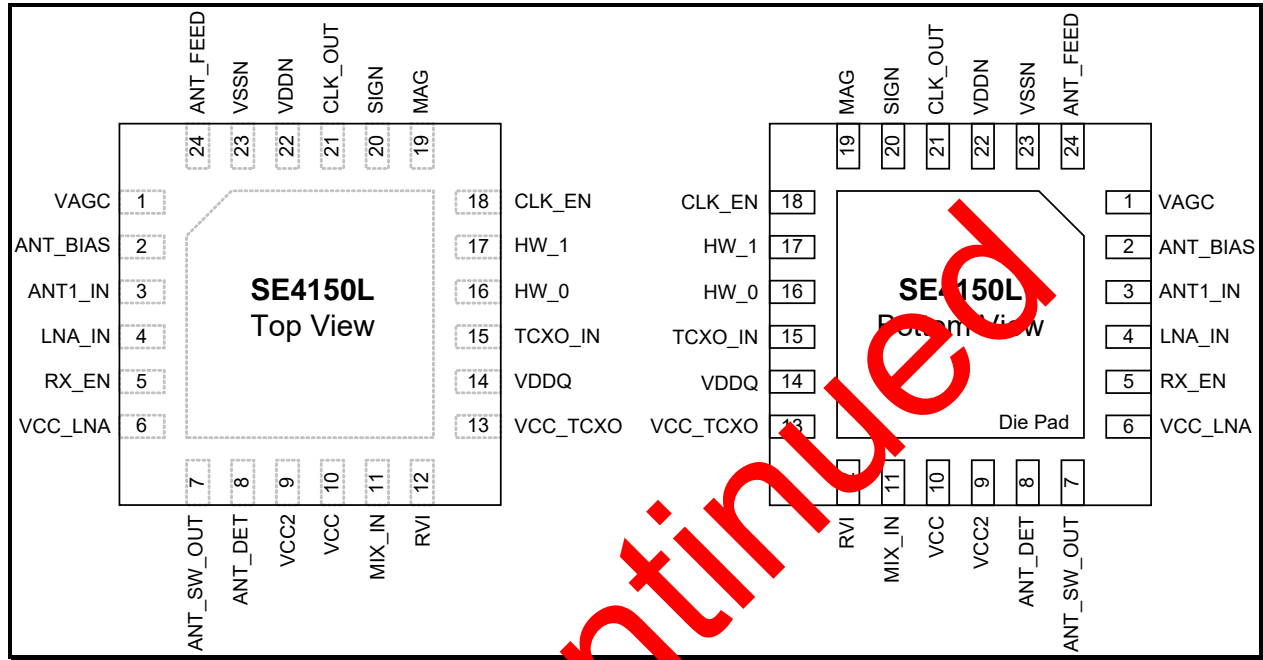 ANT_FEED
VSSN
VDDN
CLK_OUT
SIGN
MAG
24
23
22
21
20
19
VAGC 1
ANT_BIAS 2
ANT1_IN 3
LNA_IN 4
RX_EN 5
VCC_LNA 6
SE4150L
Top View
18 CLK_EN
17 HW_1
16 HW_0
15 TCXO_IN
14 VDDQ
13 VCC_TCXO
7
8
9
10
11
12
ANT_SW_OUT
ANT_DET
VCC2
VCC
MIX_IN
RVI
MAG
SIGN
CLK_OUT
VDDN
VSSN
ANT_FEED
19
20
21
22
23
24
CLK_EN 18
HW_1 17
HW_0 16
TCXO_IN 15
VDDQ 14
VCC_TCXO 13
SE4150L
Bottom View
Die Pad
1 VAGC
2 ANT_BIAS
3 ANT1_IN
4 LNA_IN
5 RX_EN
6 VCC_LNA
11
10
9
8
7
RVI
MIX_IN
VCC
VCC2
ANT_DET
ANT_SW_OUT
ntinued